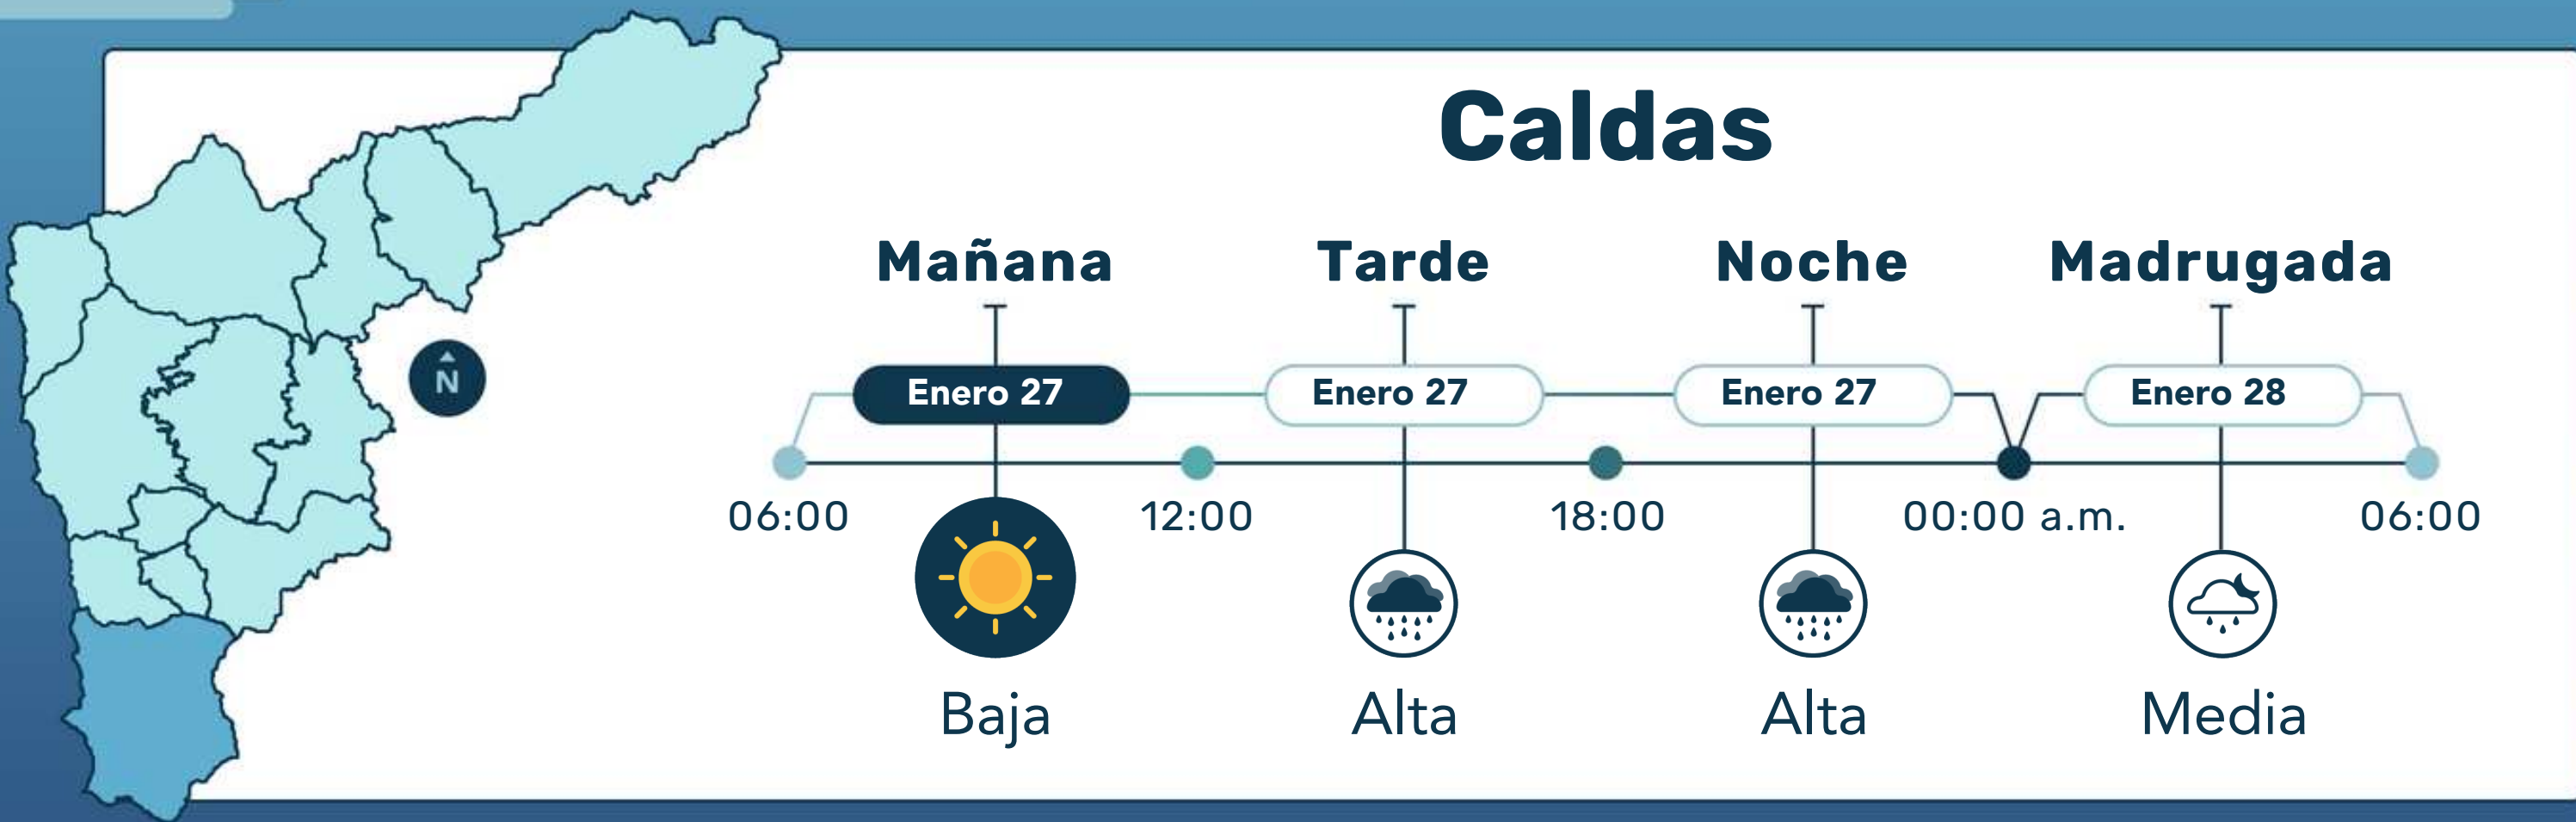 Caldas
Mañana Tarde Noche Madrugada
Enero 27 Enero 27 Enero 27 Enero 28
N
06:00 12:00 18:00 00:00 a.m. 06:00
Baja Alta Alta Media